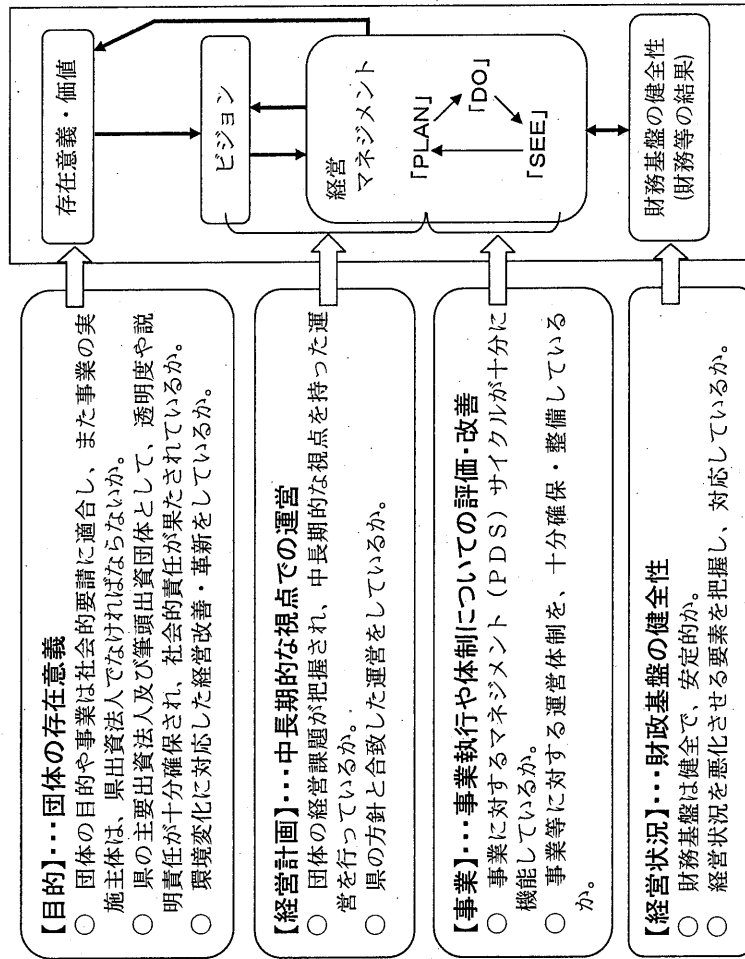 【目的】･･･団体の存在意義
○ 団体の目的や事業は社会的要請に適合し、また事業の実
施主体は、県出資法人でなければならないか。
○ 県の主要出資法人及び筆頭出資団体として、透明度や説
明責任が十分確保され、社会的責任が果たされているか。
○ 環境変化に対応した経営改善・革新をしているか。
【経営計画】･･･中長期的な視点での運営
○ 団体の経営課題が把握され、中長期的な視点を持った運
営を行っているか。
○ 県の方針と合致した運営をしているか。
【事業】･･･事業執行や体制についての評価・改善
○ 事業に対するマネジメント（PDS）サイクルが十分に
機能しているか。
○ 事業等に対する運営体制を、十分確保・整備している
か。
【経営状況】･･･財政基盤の健全性
○ 財務基盤は健全で、安定的か。
○ 経営状況を悪化させる要素を把握し、対応しているか。
存在意義・価値
ビジョン
経営
マネジメント
「PLAN」
「DO」
「SEE」
財務基盤の健全性
(財務等の結果)